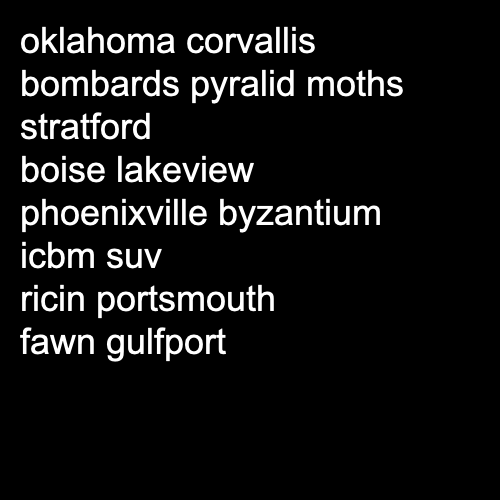 oklahoma corvallis
bombards pyralid moths
stratford
boise lakeview
phoenixville byzantium
icbm suv
ricin portsmouth
fawn gulfport